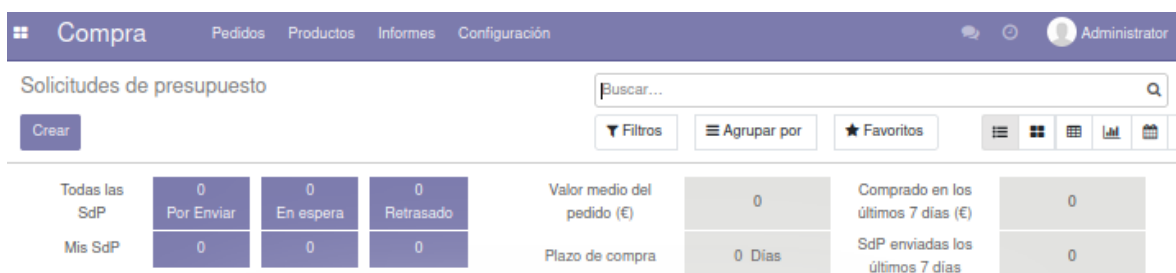 Compra Pedidos Productos Informes Configuración Administrator
Solicitudes de presupuesto Buscar...
Crear Filtros Agrupar por Favoritos
Todas las SdP
0 Por Enviar
0 En espera
0 Retrasado
Valor medio del pedido (€)
0
Comprado en los últimos 7 días (€)
0
Mis SdP
0
0
0
Plazo de compra
0 Días
SdP enviadas los últimos 7 días
0